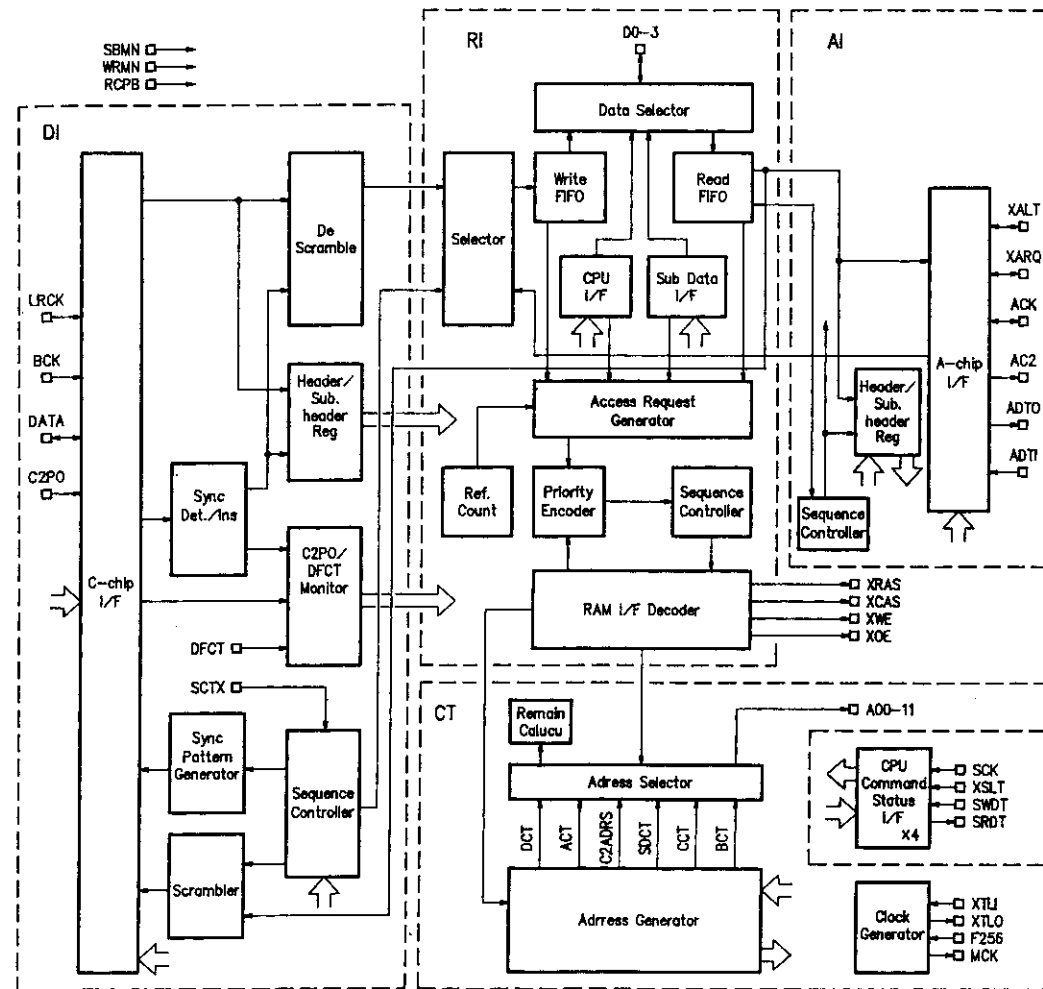 SBMN
WRMN
RCPB
DI
RI
AI
D0-3
Data Selector
Write
FIFO
Read
FIFO
De
Scramble
Selector
CPU
I/F
Sub Data
I/F
LRCK
BCK
DATA
C2PO
C-chip
I/F
Header/
Sub.
header
Reg
Sync
Det./Ins
C2PO/
DFCT
Monitor
DFCT
SCTX
Sync
Pattern
Generator
Sequence
Controller
Scrambler
Access Request
Generator
Ref.
Count
Priority
Encoder
Sequence
Controller
RAM I/F Decoder
XRAS
XCAS
XWE
XOE
A-chip
I/F
XALT
XARQ
ACK
AC2
ADTO
ADTI
Header/
Sub.
header
Reg
Sequence
Controller
CT
Remain
Calucu
A00-11
Adress Selector
DCT
ACT
C2ADRS
SDCT
CCT
BCT
Adrress Generator
CPU
Command
Status
I/F
X4
SCK
XSLT
SWDT
SRDT
Clock
Generator
XTLI
XTLO
F256
MCK